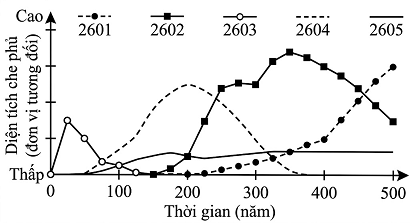 Cao
2601 2602 2603 2604 2605
Diện tích che phủ
(đơn vị tương đối)
Thấp
0 100 200 300 400 500
Thời gian (năm)